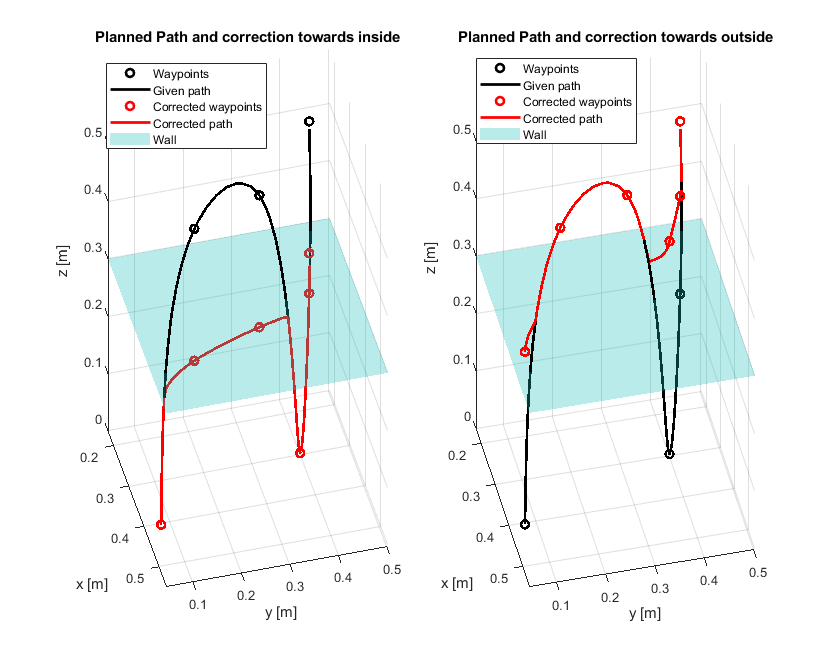 Planned Path and correction towards inside
Waypoints
Given path
Corrected waypoints
Corrected path
Wall
0.5
0.4
0.3
0.2
0.1
0
z [m]
0.2
0.3
0.4
0.5
x [m]
0.1
0.2
0.3
0.4
0.5
y [m]
Planned Path and correction towards outside
Waypoints
Given path
Corrected waypoints
Corrected path
Wall
0.5
0.4
0.3
0.2
0.1
0
z [m]
0.2
0.3
0.4
0.5
x [m]
0.1
0.2
0.3
0.4
0.5
y [m]